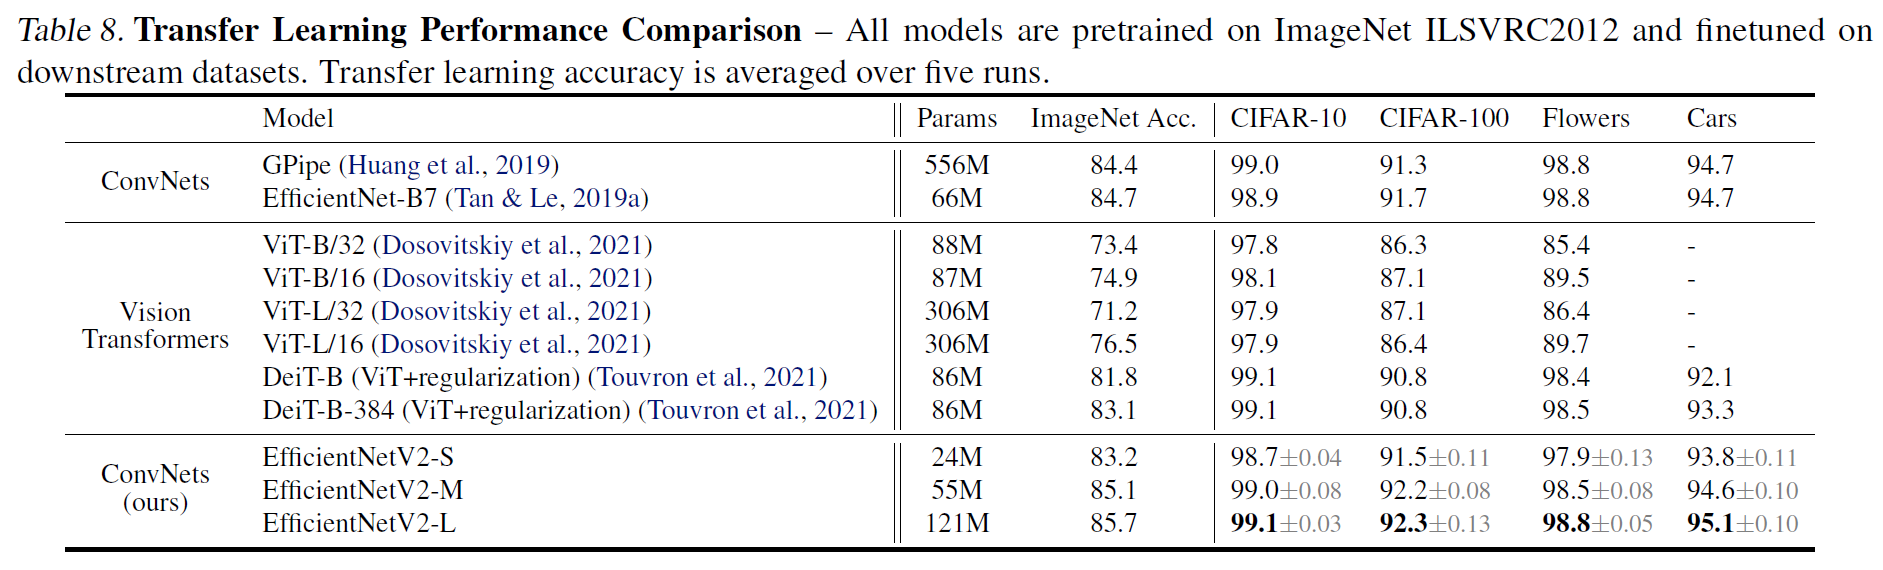 Table 8. Transfer Learning Performance Comparison – All models are pretrained on ImageNet ILSVRC2012 and finetuned on
downstream datasets. Transfer learning accuracy is averaged over five runs.
Model Params ImageNet Acc. CIFAR-10 CIFAR-100 Flowers Cars
ConvNets
GPipe (Huang et al., 2019) 556M 84.4 99.0 91.3 98.8 94.7
EfficientNet-B7 (Tan & Le, 2019a) 66M 84.7 98.9 91.7 98.8 94.7
Vision
Transformers
ViT-B/32 (Dosovitskiy et al., 2021) 88M 73.4 97.8 86.3 85.4 -
ViT-B/16 (Dosovitskiy et al., 2021) 87M 74.9 98.1 87.1 89.5 -
ViT-L/32 (Dosovitskiy et al., 2021) 306M 71.2 97.9 87.1 86.4 -
ViT-L/16 (Dosovitskiy et al., 2021) 306M 76.5 97.9 86.4 89.7 -
DeiT-B (ViT+regularization) (Touvron et al., 2021) 86M 81.8 99.1 90.8 98.4 92.1
DeiT-B-384 (ViT+regularization) (Touvron et al., 2021) 86M 83.1 99.1 90.8 98.5 93.3
ConvNets
(ours)
EfficientNetV2-S 24M 83.2 98.7±0.04 91.5±0.11 97.9±0.13 93.8±0.11
EfficientNetV2-M 55M 85.1 99.0±0.08 92.2±0.08 98.5±0.08 94.6±0.10
EfficientNetV2-L 121M 85.7 99.1±0.03 92.3±0.13 98.8±0.05 95.1±0.10